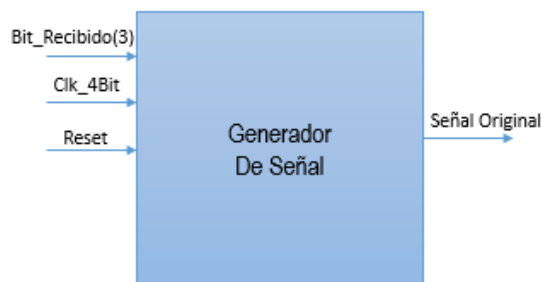 Bit_Recibido(3)
Clk_4Bit
Reset
Generador
De Señal
Señal Original